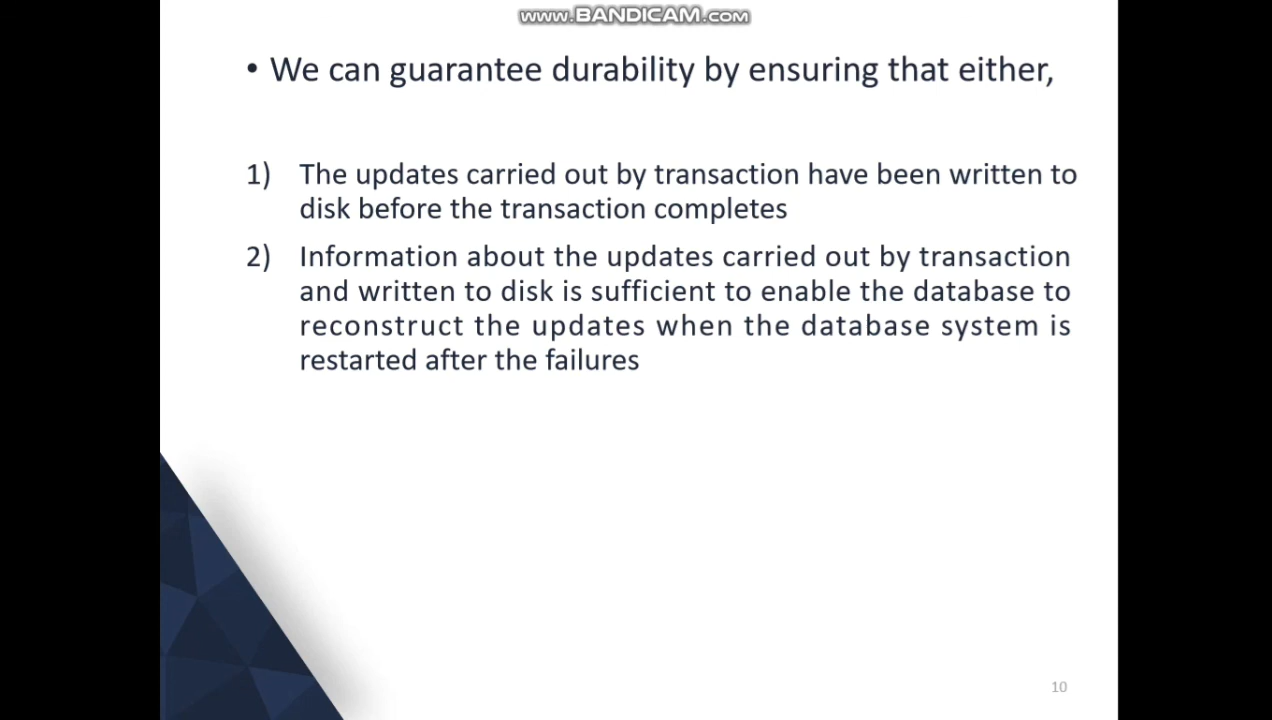 www.BANDICAM.com
• We can guarantee durability by ensuring that either,
1) The updates carried out by transaction have been written to
disk before the transaction completes
2) Information about the updates carried out by transaction
and written to disk is sufficient to enable the database to
reconstruct the updates when the database system is
restarted after the failures
10